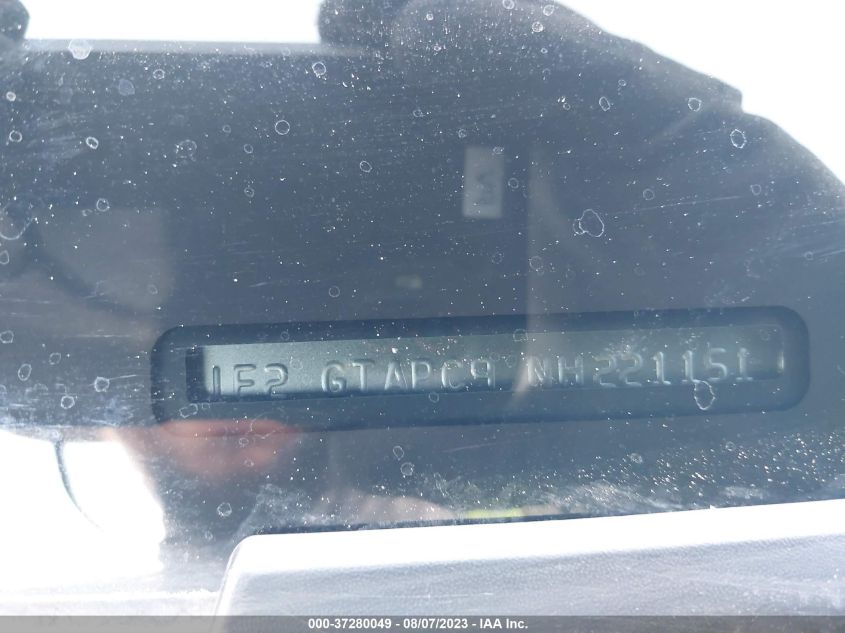 1F2 GTAPC9 NH221151
000-37280049 - 08/07/2023 - IAA Inc.